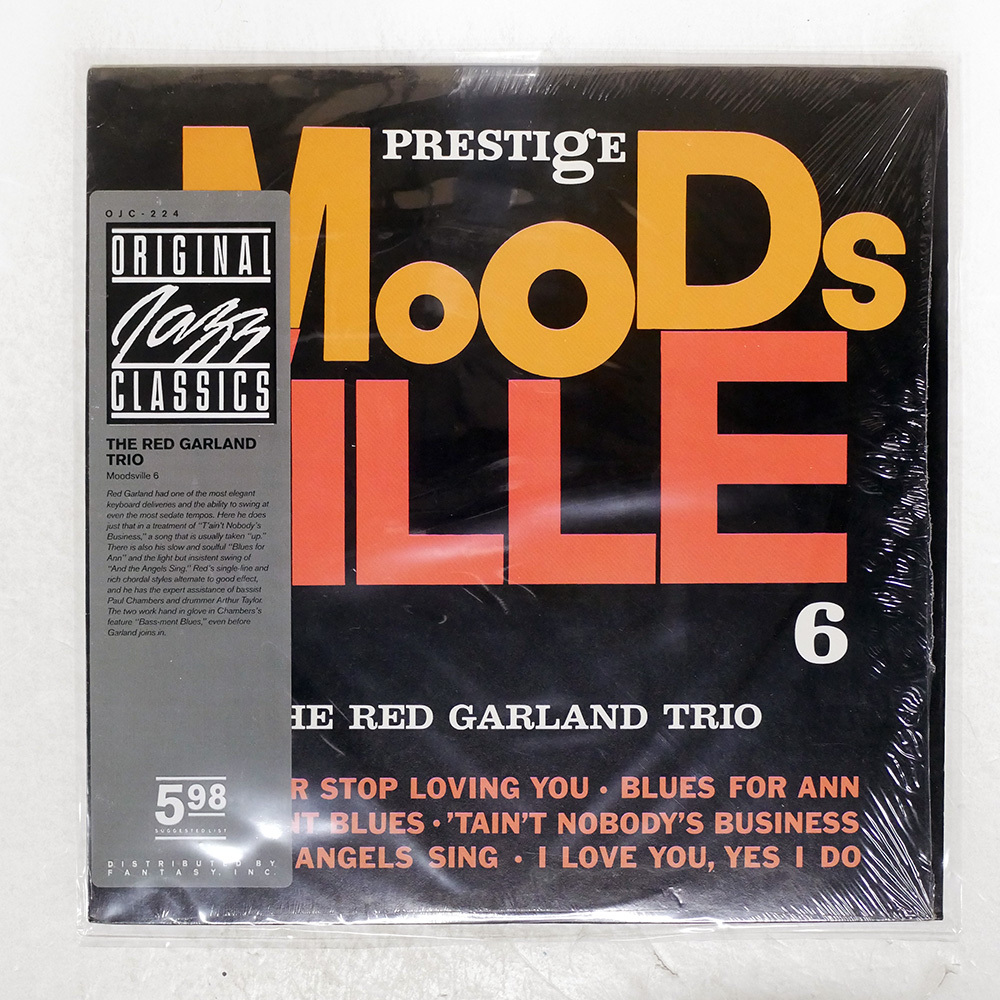 PRESTIgE
MOODS
ILLE
6
HE RED GARLAND TRIO
R STOP LOVING YOU · BLUES FOR ANN
NT BLUES · 'TAIN'T NOBODY'S BUSINESS
ANGELS SING · I LOVE YOU, YES I DO
OJC-224
ORIGINAL
Jazz
CLASSICS
THE RED GARLAND
TRIO
Moodsville 6
Red Garland had one of the most elegant
keyboard deliveries and the ability to swing at
even the most sedate tempos. Here he does
just that in a treatment of "T'ain't Nobody's
Business," a song that is usually taken "up."
There is also his slow and soulful "Blues for
Ann" and the light but insistent swing of
"And the Angels Sing." Red's single-line and
rich chordal styles alternate to good effect,
and he has the expert assistance of bassist
Paul Chambers and drummer Arthur Taylor.
The two work hand in glove in Chambers's
feature "Bass-ment Blues," even before
Garland joins in.
5.98
SUGGESTED LIST
DISTRIBUTED BY
FANTASY, INC.